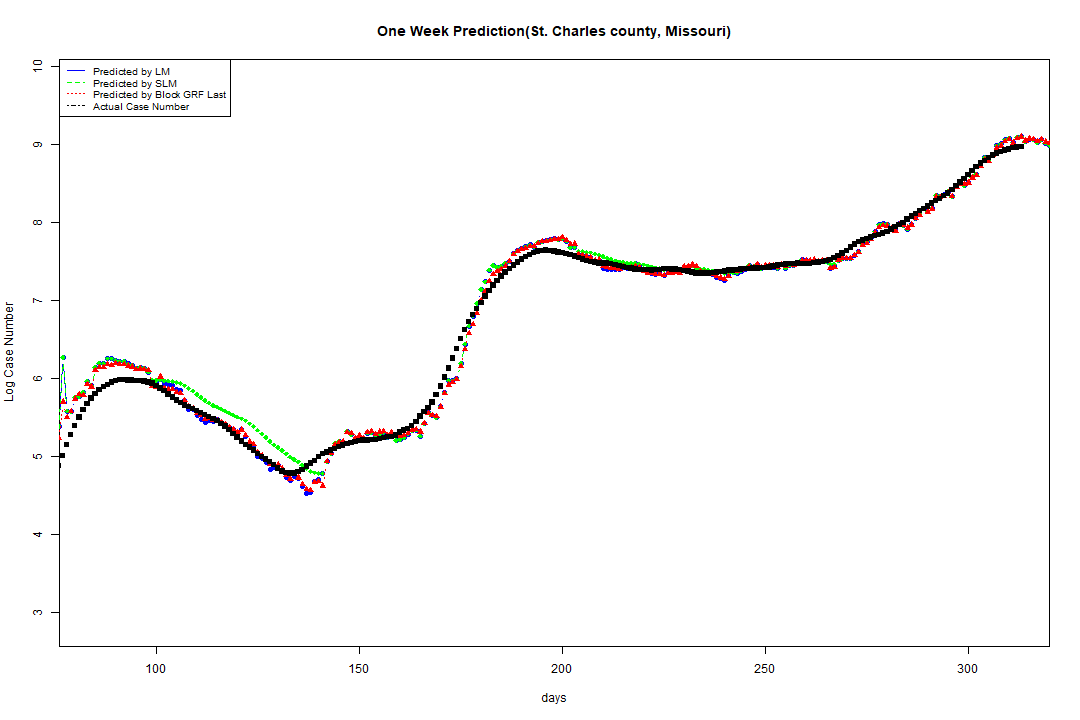 One Week Prediction(St. Charles county, Missouri)
Predicted by LM
Predicted by SLM
Predicted by Block GRF Last
Actual Case Number
10
9
8
7
6
5
4
3
Log Case Number
100 150 200 250 300
days